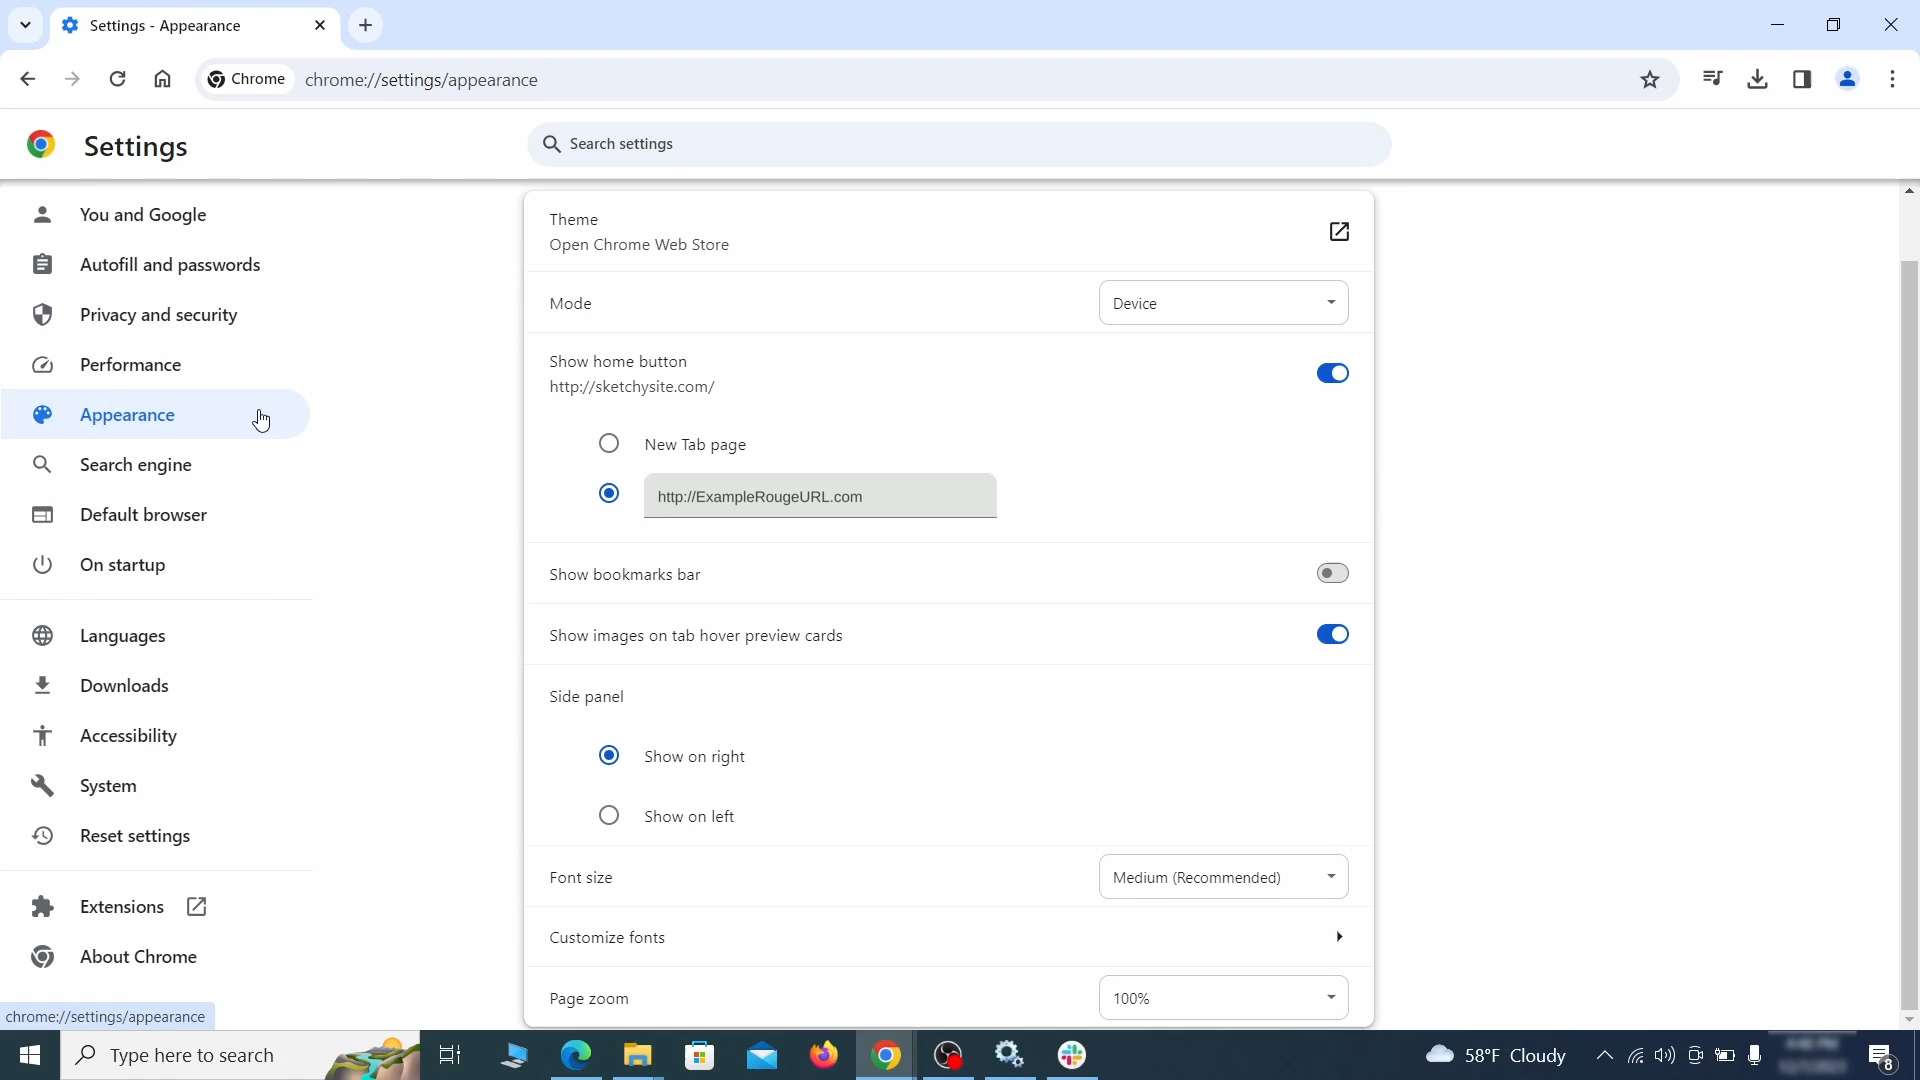 Settings - Appearance
Chrome
chrome://settings/appearance
Settings
Search settings
You and Google
Autofill and passwords
Privacy and security
Performance
Appearance
Search engine
Default browser
On startup
Languages
Downloads
Accessibility
System
Reset settings
Extensions
About Chrome
Theme
Open Chrome Web Store
Mode
Device
Show home button
http://sketchysite.com/
New Tab page
http://ExampleRougeURL.com
Show bookmarks bar
Show images on tab hover preview cards
Side panel
Show on right
Show on left
Font size
Medium (Recommended)
Customize fonts
Page zoom
100%
chrome://settings/appearance
Type here to search
58°F Cloudy
8